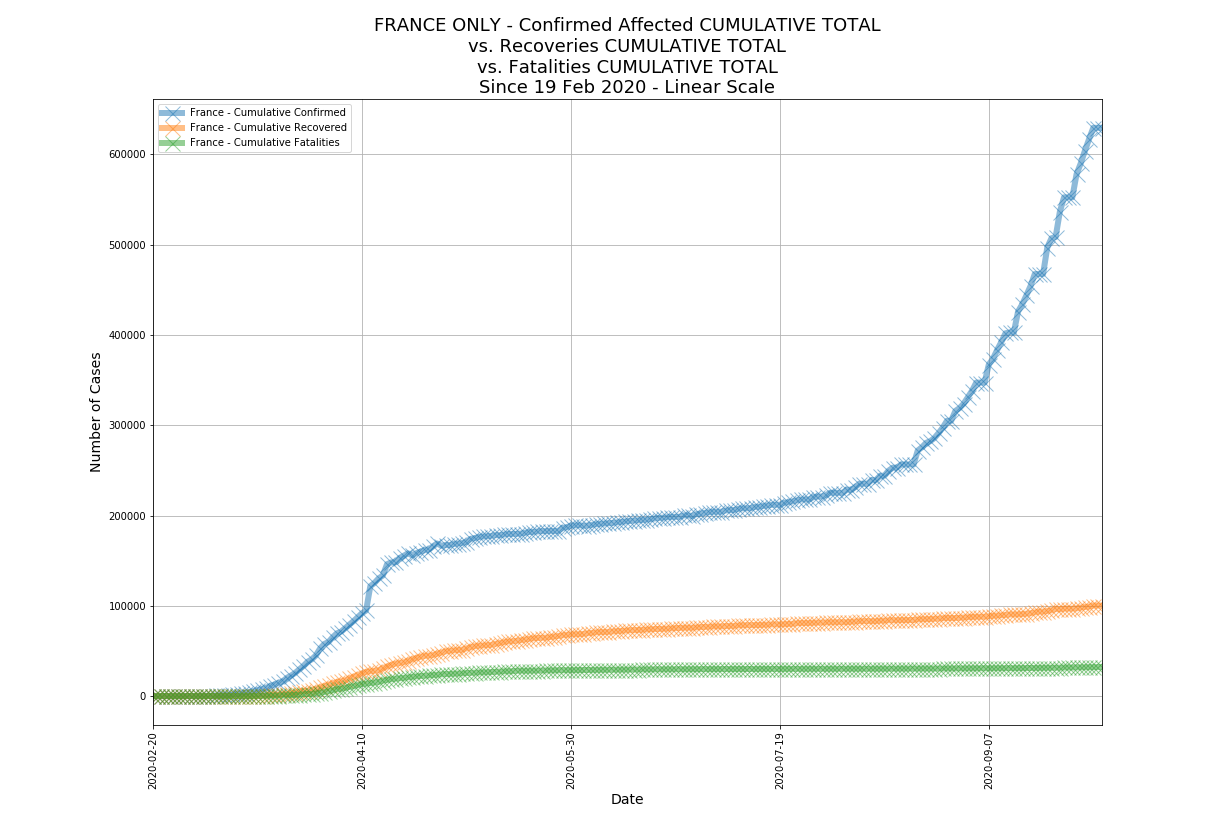 FRANCE ONLY - Confirmed Affected CUMULATIVE TOTAL
vs. Recoveries CUMULATIVE TOTAL
vs. Fatalities CUMULATIVE TOTAL
Since 19 Feb 2020 - Linear Scale
France - Cumulative Confirmed
France - Cumulative Recovered
France - Cumulative Fatalities
600000
500000
400000
300000
200000
100000
0
Number of Cases
2020-02-20
2020-04-10
2020-05-30
2020-07-19
2020-09-07
Date